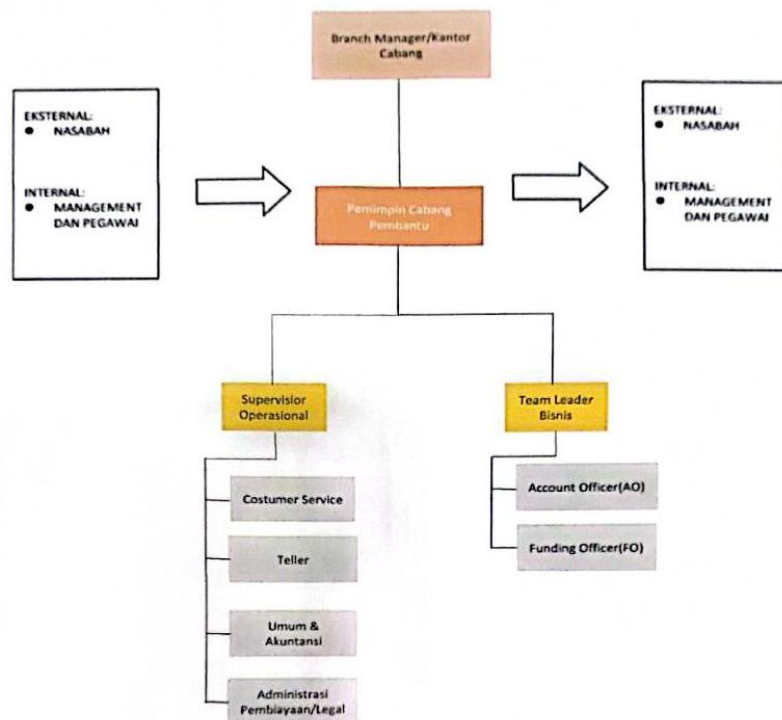 Branch Manager/Kantor
Cabang
EKSTERNAL:
● NASABAH
INTERNAL:
● MANAGEMENT
DAN PEGAWAI
EKSTERNAL:
● NASABAH
INTERNAL:
● MANAGEMENT
DAN PEGAWAI
Pemimpin Cabang
Pembantu
Supervisior
Operasional
Team Leader
Bisnis
Costumer Service
Teller
Umum &
Akuntansi
Administrasi
Pembiayaan/Legal
Account Officer(AO)
Funding Officer(FO)